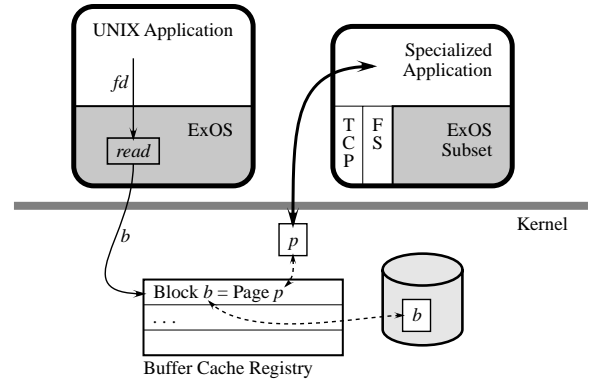 UNIX Application
fd
ExOS
read
Specialized
Application
T
C
P
F
S
ExOS
Subset
Kernel
b
p
Block b = Page p
. . .
b
Buffer Cache Registry